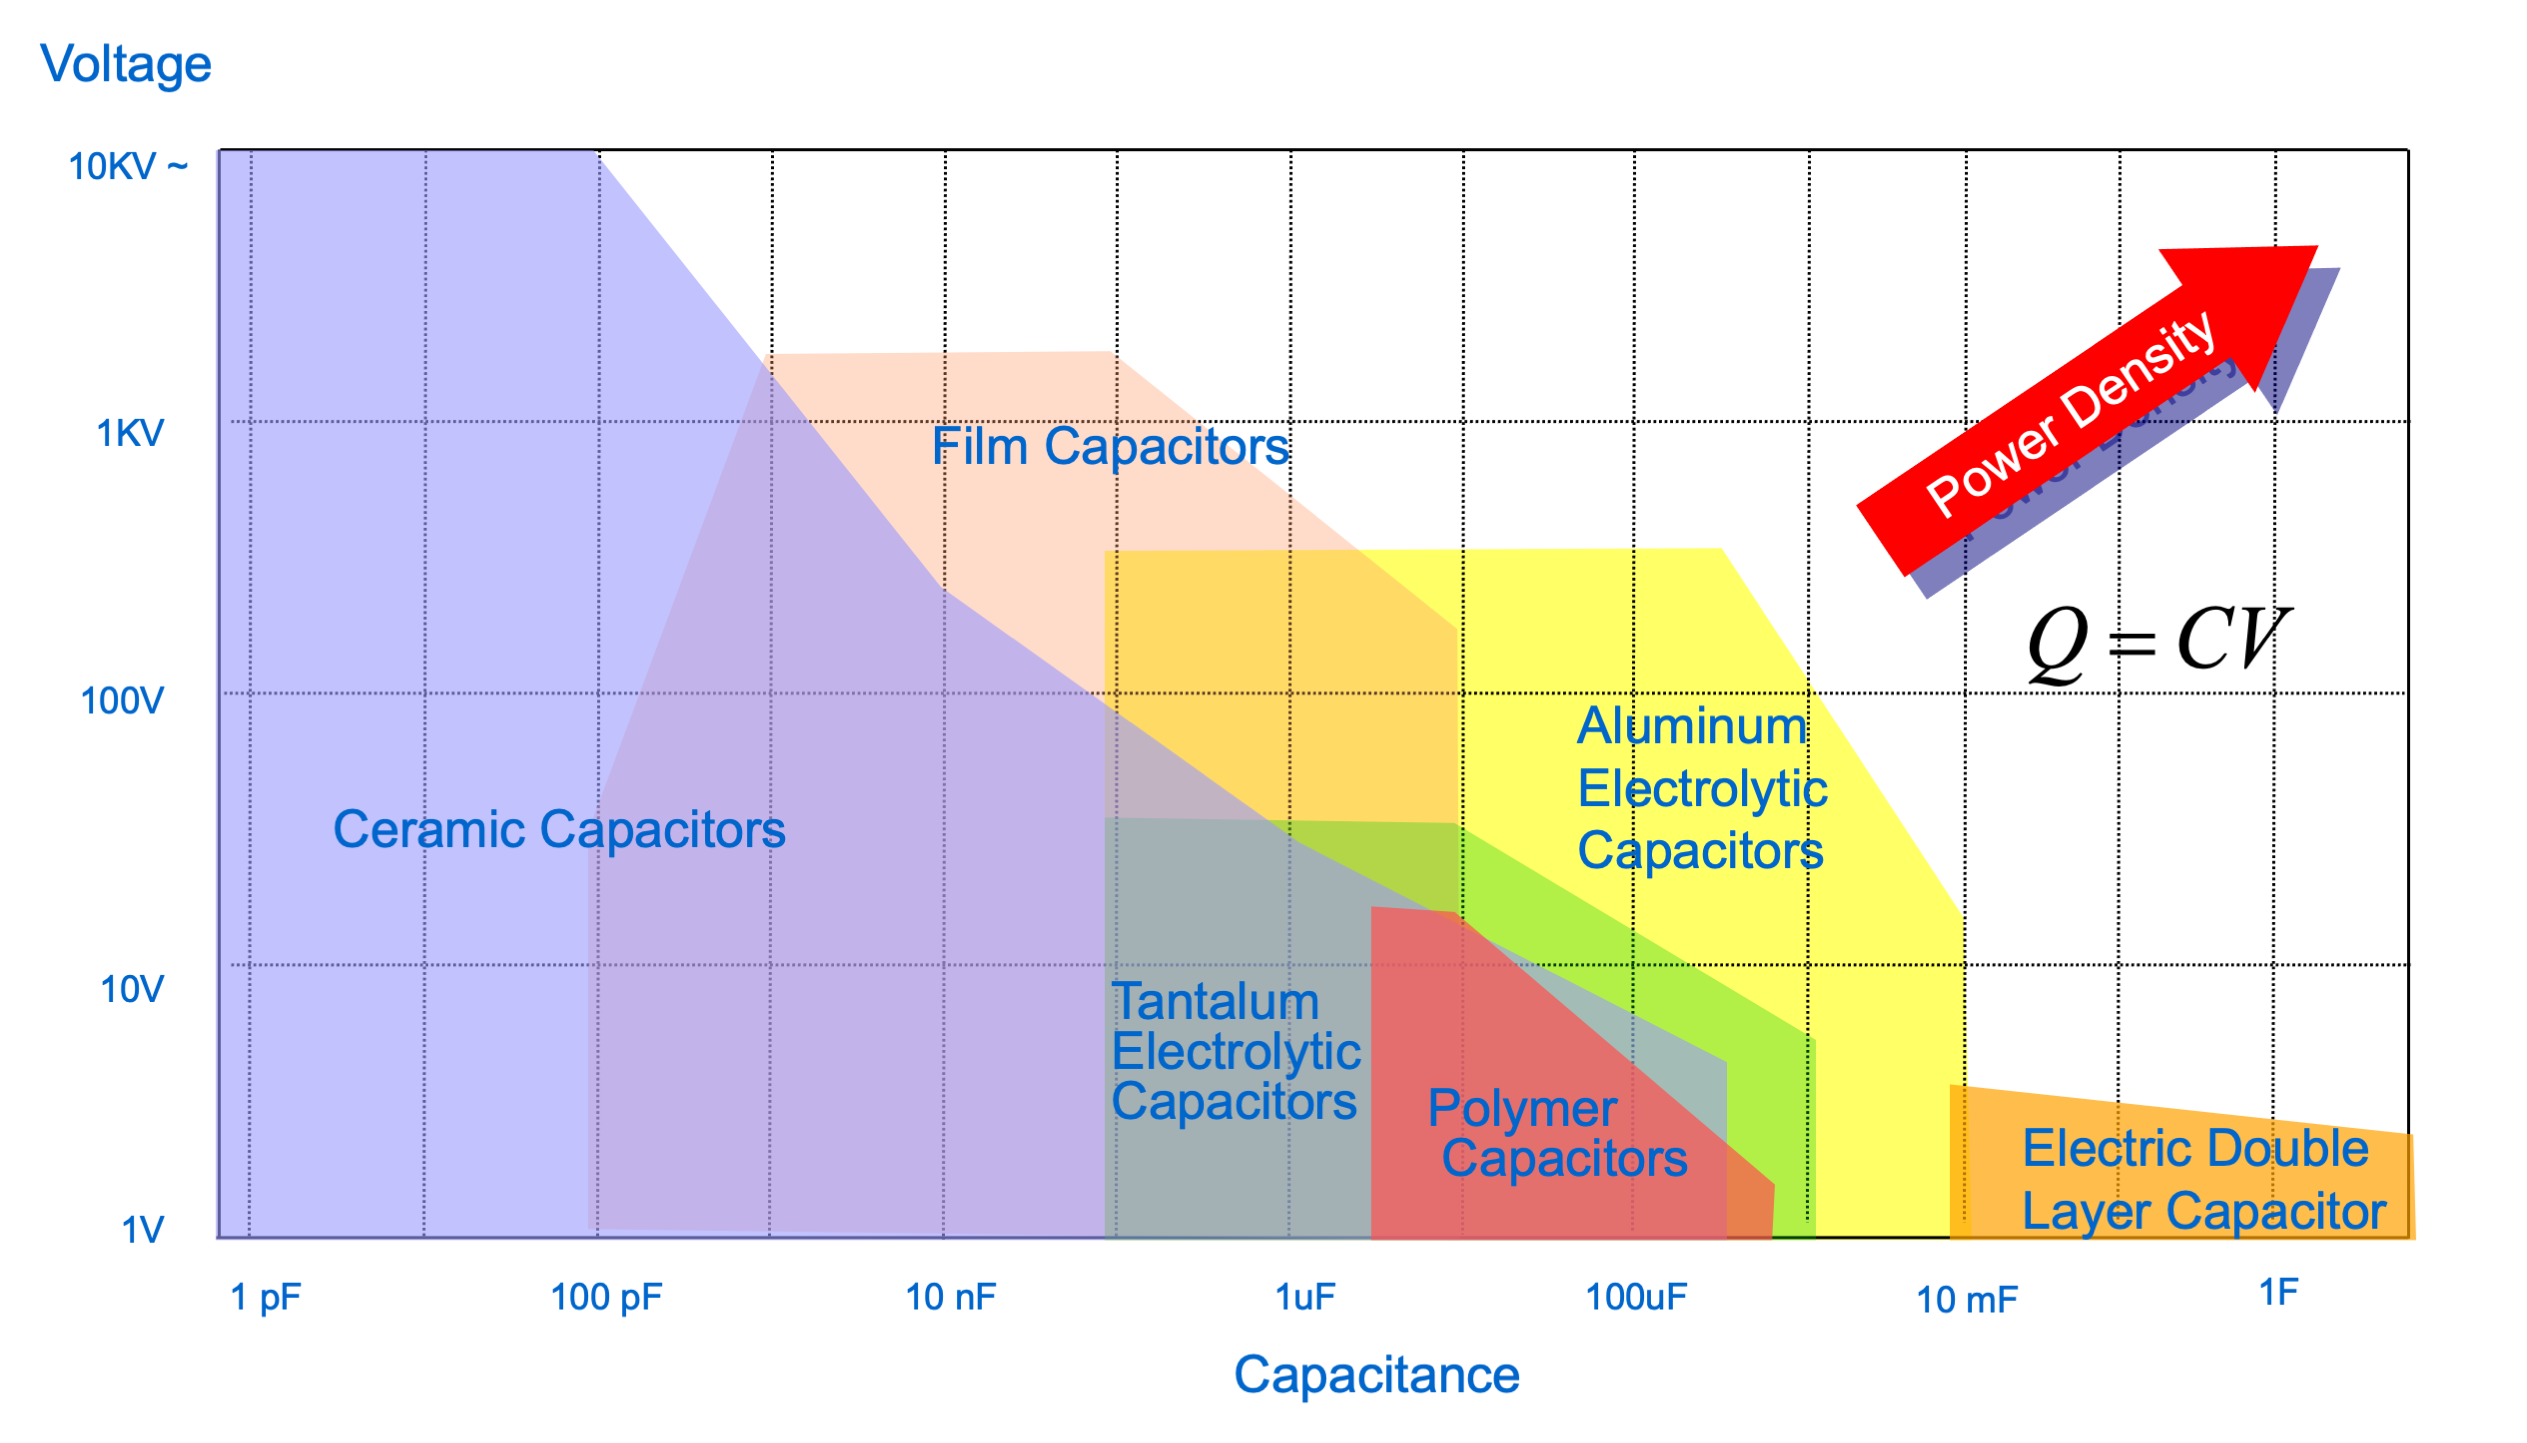 Voltage
10KV ~
1KV
100V
10V
1V
Power Density
Q = CV
Film Capacitors
Aluminum
Electrolytic
Capacitors
Ceramic Capacitors
Tantalum
Electrolytic
Capacitors
Polymer
Capacitors
Electric Double
Layer Capacitor
1 pF
100 pF
10 nF
1uF
100uF
10 mF
1F
Capacitance